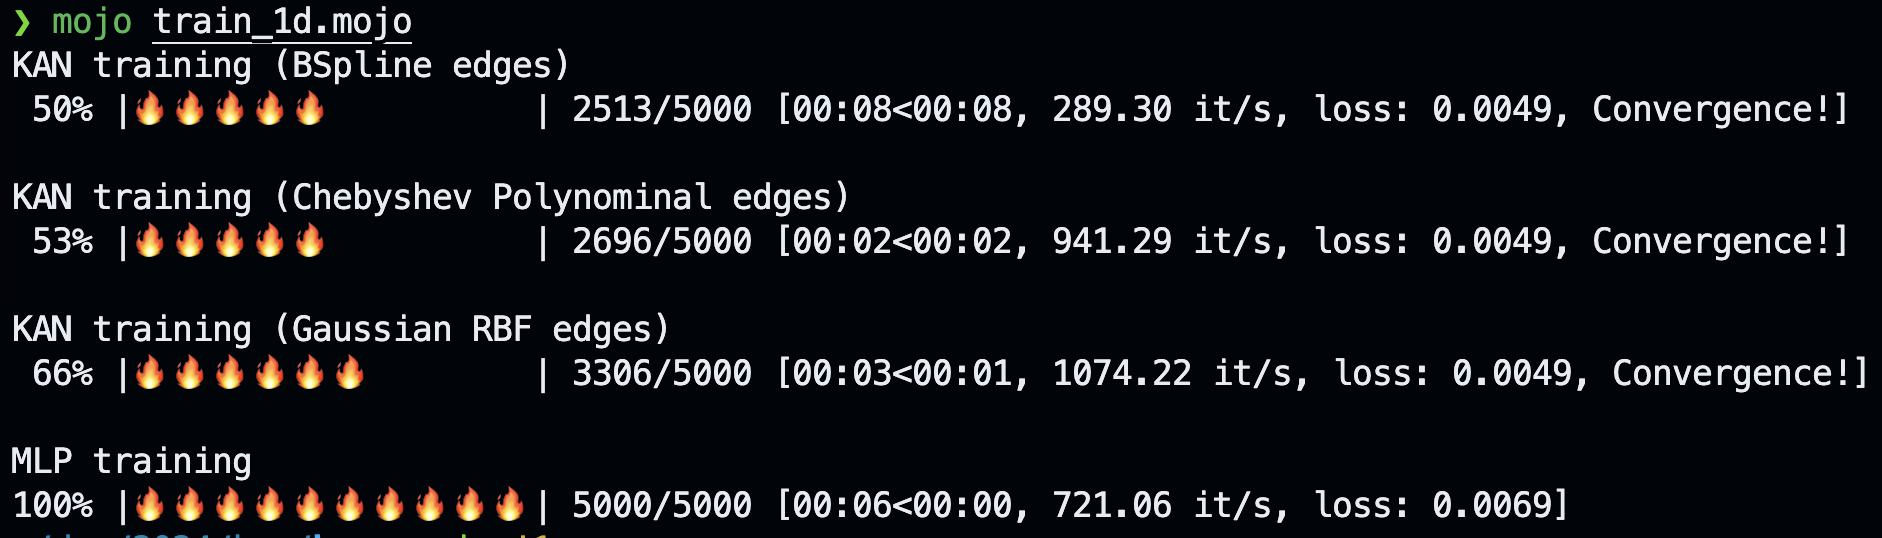 ❯ mojo train_1d.mojo
KAN training (BSpline edges)
50% |🔥🔥🔥🔥🔥 | 2513/5000 [00:08<00:08, 289.30 it/s, loss: 0.0049, Convergence!]
KAN training (Chebyshev Polynominal edges)
53% |🔥🔥🔥🔥🔥 | 2696/5000 [00:02<00:02, 941.29 it/s, loss: 0.0049, Convergence!]
KAN training (Gaussian RBF edges)
66% |🔥🔥🔥🔥🔥🔥 | 3306/5000 [00:03<00:01, 1074.22 it/s, loss: 0.0049, Convergence!]
MLP training
100% |🔥🔥🔥🔥🔥🔥🔥🔥🔥🔥| 5000/5000 [00:06<00:00, 721.06 it/s, loss: 0.0069]